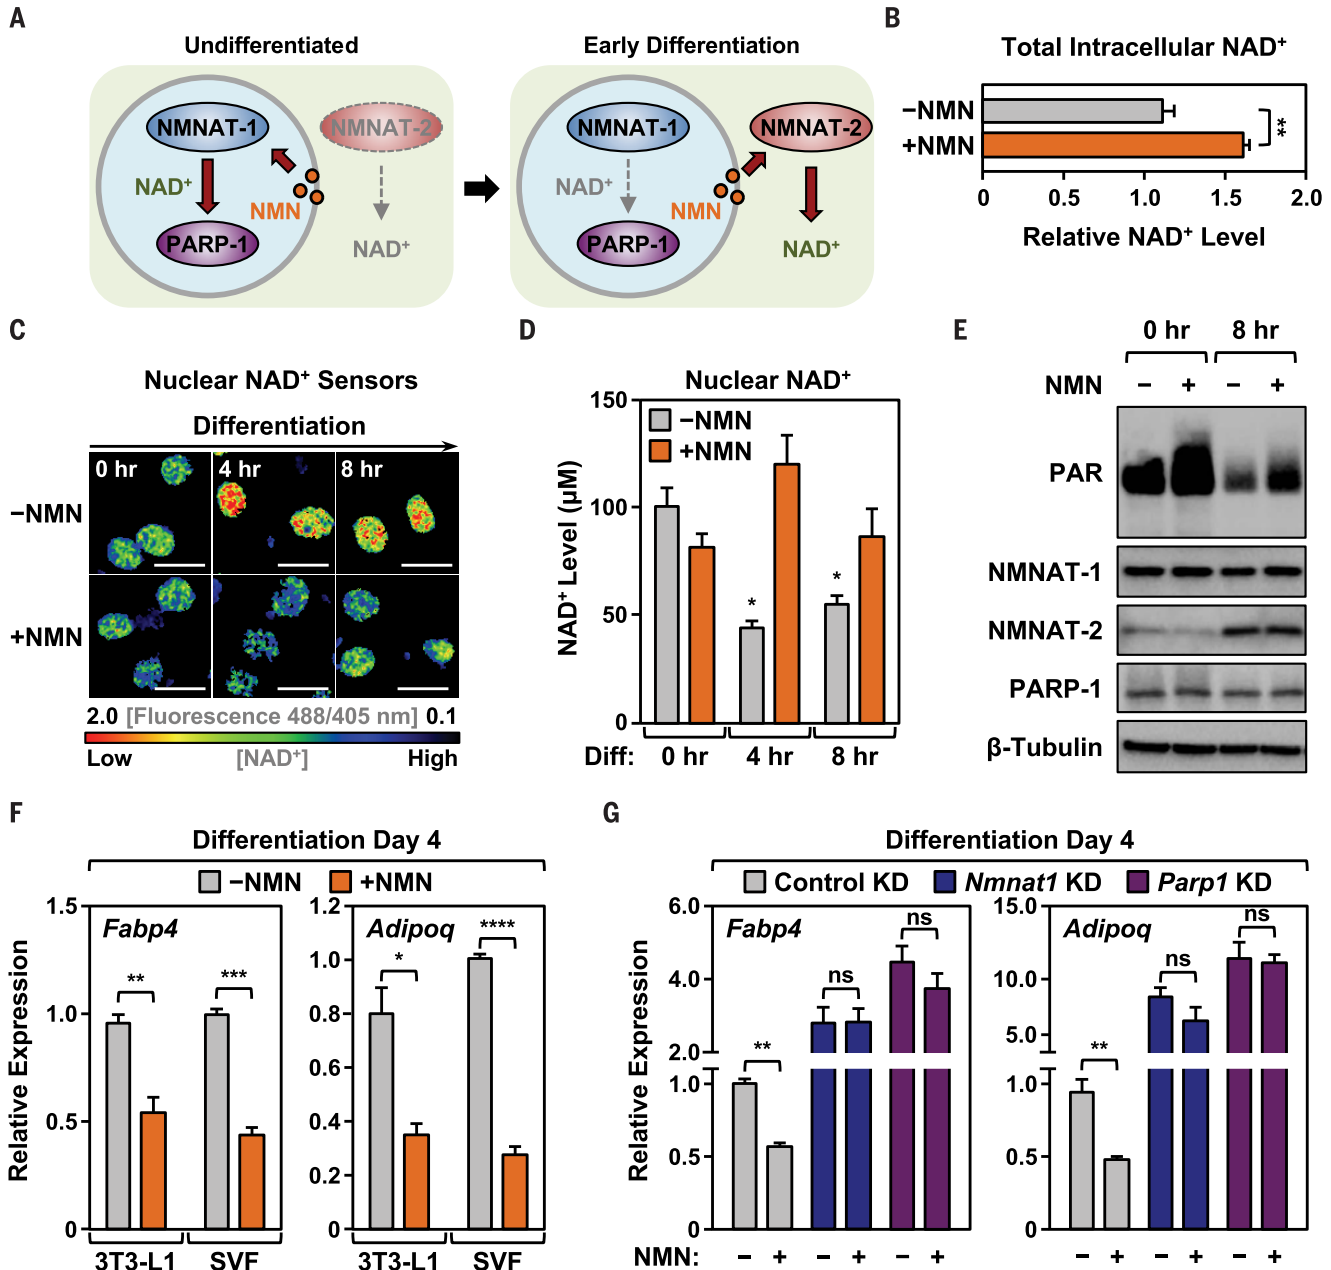 A
Undifferentiated
Early Differentiation
NMNAT-1
NMNAT-2
NAD⁺
NMN
PARP-1
NAD⁺
NMNAT-1
NMNAT-2
NAD⁺
NMN
PARP-1
NAD⁺
B
Total Intracellular NAD⁺
−NMN
+NMN
**
0 0.5 1.0 1.5 2.0
Relative NAD⁺ Level
C
Nuclear NAD⁺ Sensors
Differentiation
0 hr 4 hr 8 hr
−NMN
+NMN
2.0 [Fluorescence 488/405 nm] 0.1
Low [NAD⁺] High
D
Nuclear NAD⁺
−NMN
+NMN
NAD⁺ Level (µM)
150
100
50
0
*
*
Diff: 0 hr 4 hr 8 hr
E
0 hr 8 hr
NMN − + − +
PAR
NMNAT-1
NMNAT-2
PARP-1
β-Tubulin
F
Differentiation Day 4
−NMN +NMN
Relative Expression
1.5
1.0
0.5
0
Fabp4
**
***
3T3-L1 SVF
1.2
1.0
0.8
0.6
0.4
0.2
0
Adipoq
*
****
3T3-L1 SVF
G
Differentiation Day 4
Control KD Nmnat1 KD Parp1 KD
Relative Expression
6.0
4.0
2.0
1.0
0.5
0
Fabp4
**
ns
ns
NMN: − + − + − +
15.0
10.0
5.0
1.0
0.5
0
Adipoq
**
ns
ns
− + − + − +